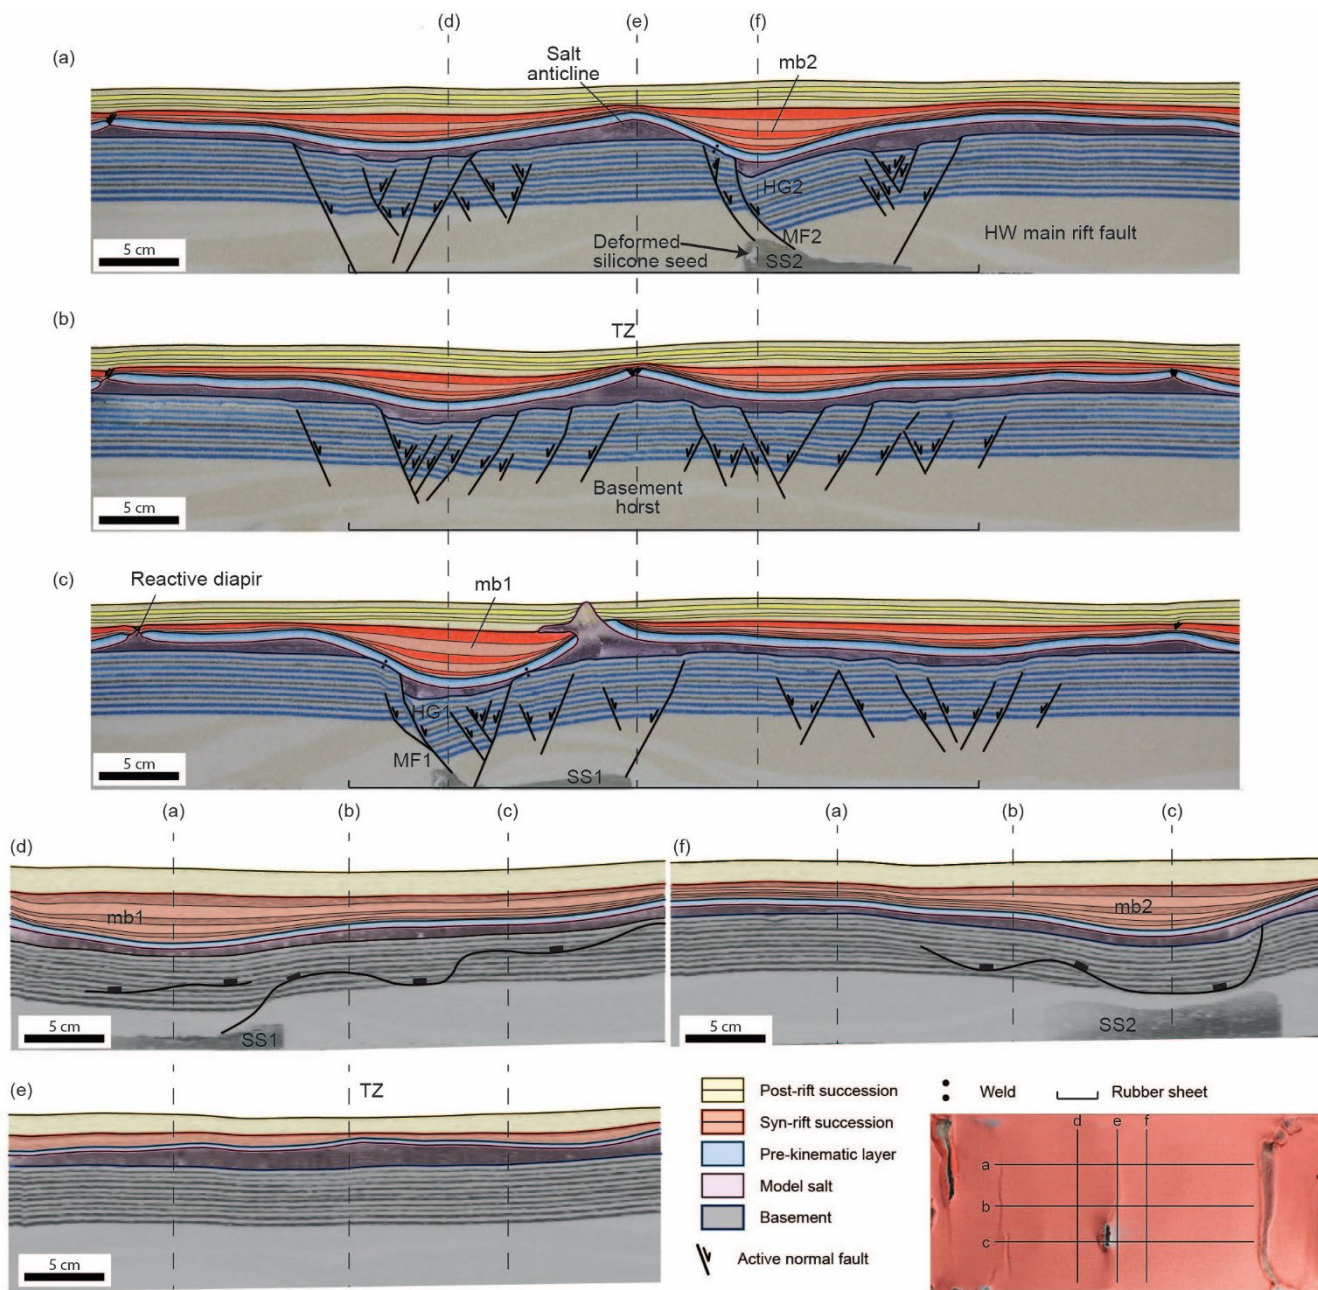 (d)
(e)
(f)
(a)
Salt
anticline
mb2
HG2
MF2
Deformed
silicone seed
SS2
HW main rift fault
5 cm
(b)
TZ
Basement
horst
5 cm
(c)
Reactive diapir
mb1
HG1
MF1
SS1
5 cm
(a)
(b)
(c)
(a)
(b)
(c)
(d)
mb1
5 cm
SS1
(f)
mb2
5 cm
SS2
(e)
TZ
5 cm
Post-rift succession
Syn-rift succession
Pre-kinematic layer
Model salt
Basement
Active normal fault
Weld
Rubber sheet
d
e
f
a
b
c